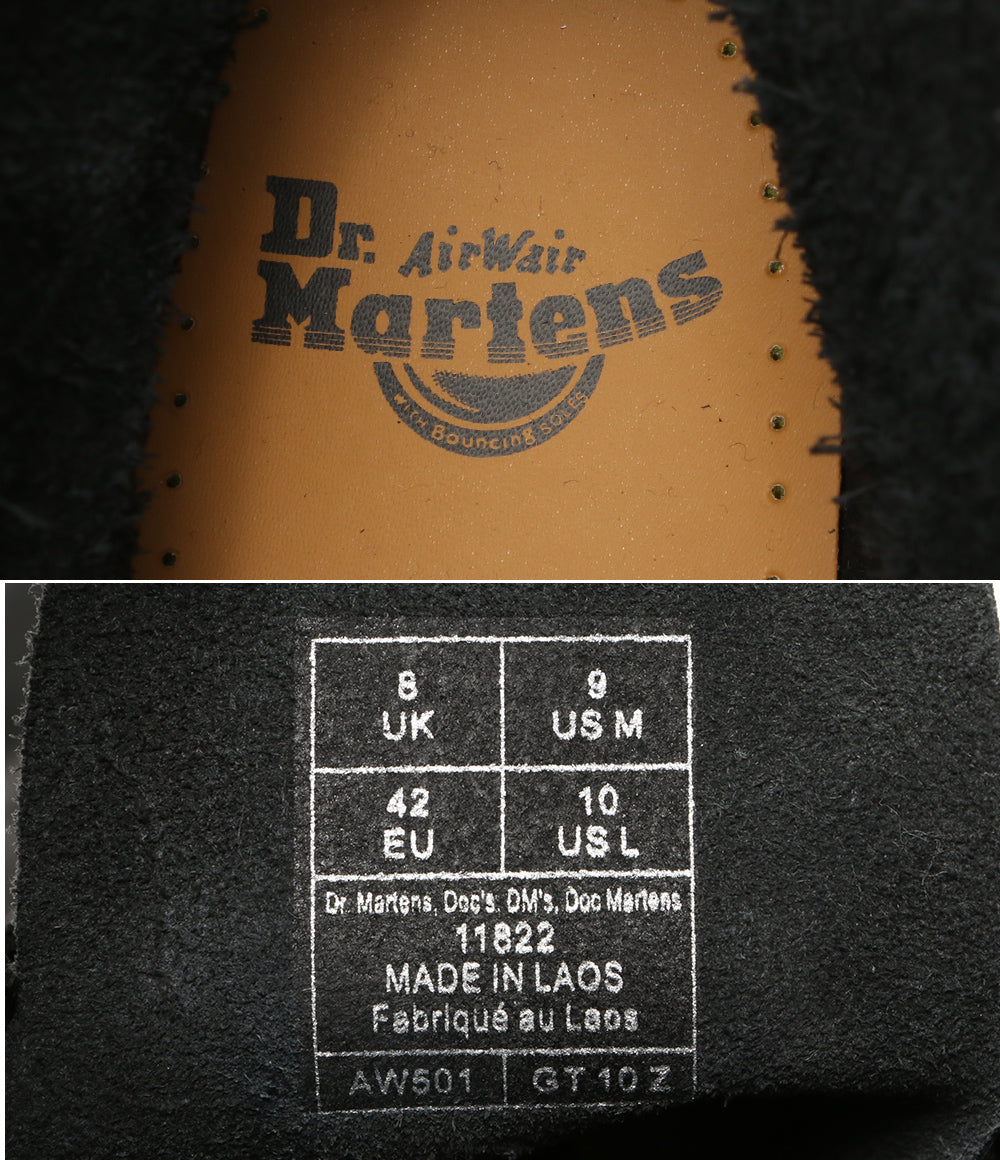 Dr. AirWair
Martens
WITH Bouncing SOLES
8
UK
9
US M
42
EU
10
US L
Dr. Martens, Doc's, DM's, Doc Martens
11822
MADE IN LAOS
Fabriqué au Laos
AW501
GT 10 Z